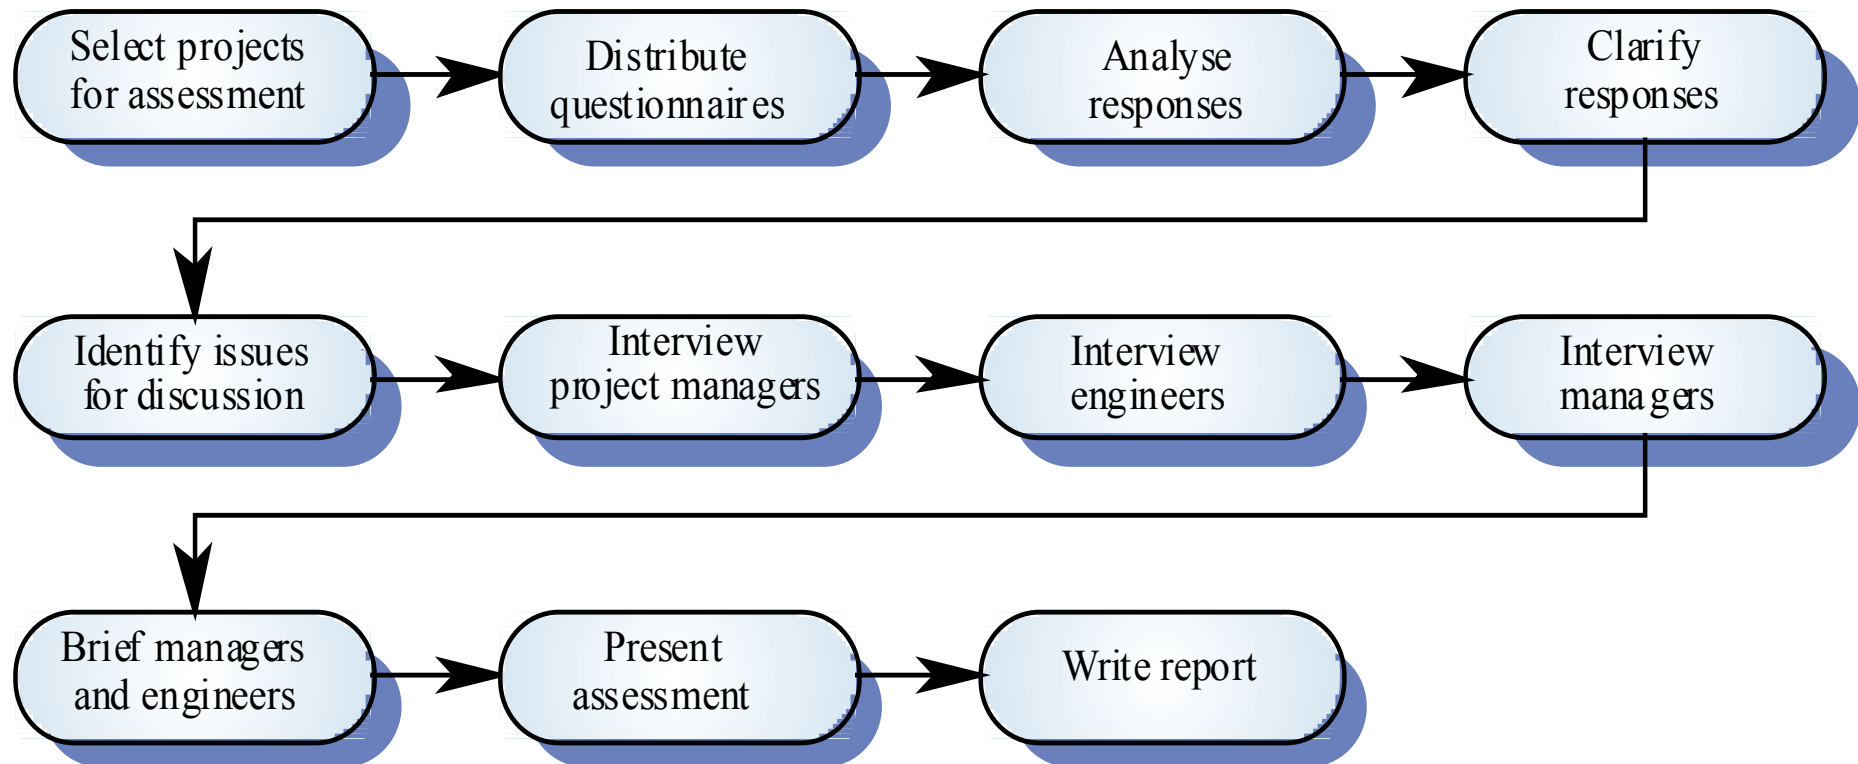 Select projects
for assessment
Distribute
questionnaires
Analyse
responses
Clarify
responses
Identify issues
for discussion
Interview
project managers
Interview
engineers
Interview
managers
Brief managers
and engineers
Present
assessment
Write report